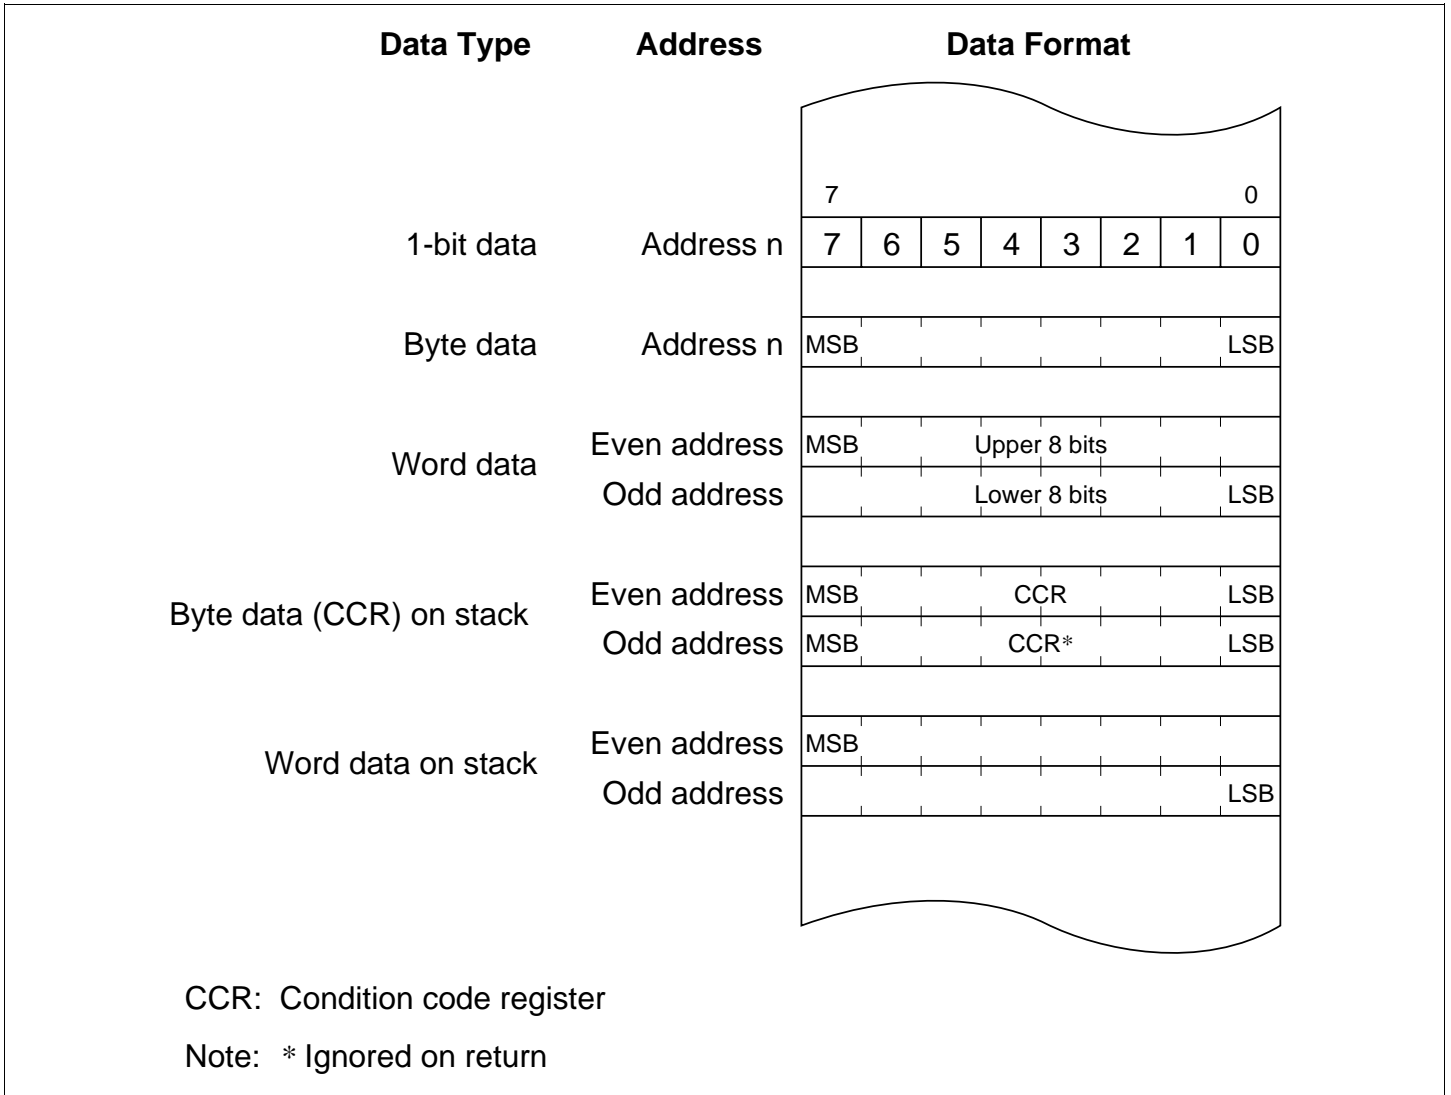 Data Type Address Data Format
7 0
1-bit data Address n 7 6 5 4 3 2 1 0
Byte data Address n MSB LSB
Word data
Even address MSB Upper 8 bits
Odd address Lower 8 bits LSB
Byte data (CCR) on stack
Even address MSB CCR LSB
Odd address MSB CCR* LSB
Word data on stack
Even address MSB
Odd address LSB
CCR: Condition code register
Note: * Ignored on return